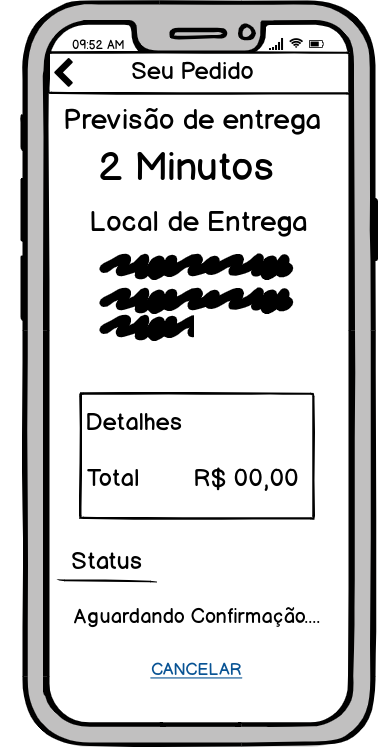 09:52 AM
Seu Pedido
Previsão de entrega
2 Minutos
Local de Entrega
Detalhes
Total R$ 00,00
Status
Aguardando Confirmação....
CANCELAR